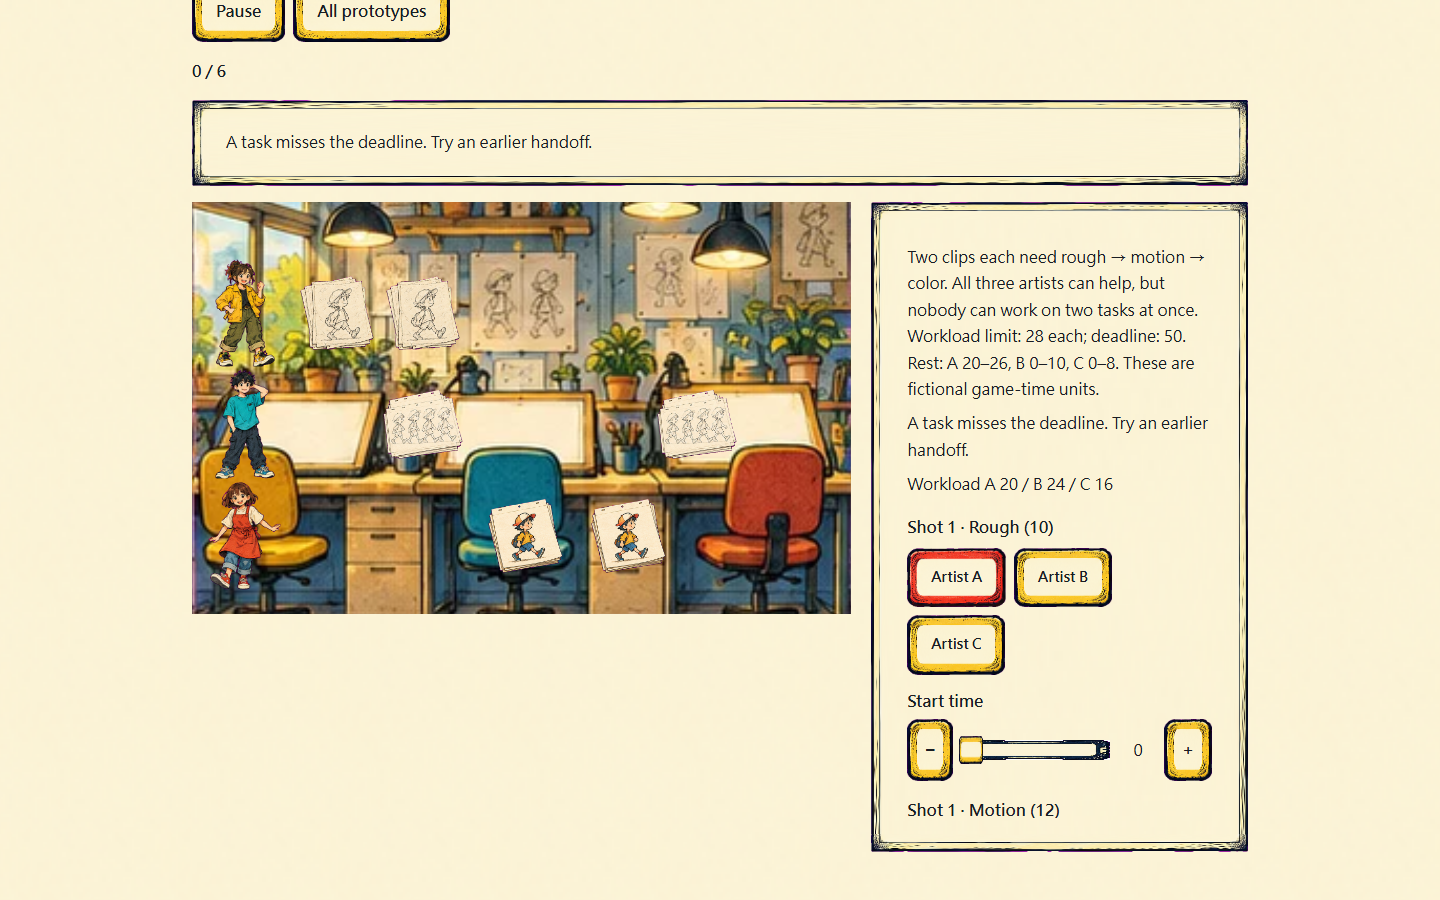 Pause
All prototypes
0 / 6
A task misses the deadline. Try an earlier handoff.
Two clips each need rough → motion →
color. All three artists can help, but
nobody can work on two tasks at once.
Workload limit: 28 each; deadline: 50.
Rest: A 20–26, B 0–10, C 0–8. These are
fictional game-time units.
A task misses the deadline. Try an earlier
handoff.
Workload A 20 / B 24 / C 16
Shot 1 · Rough (10)
Artist A
Artist B
Artist C
Start time
− 0 +
Shot 1 · Motion (12)